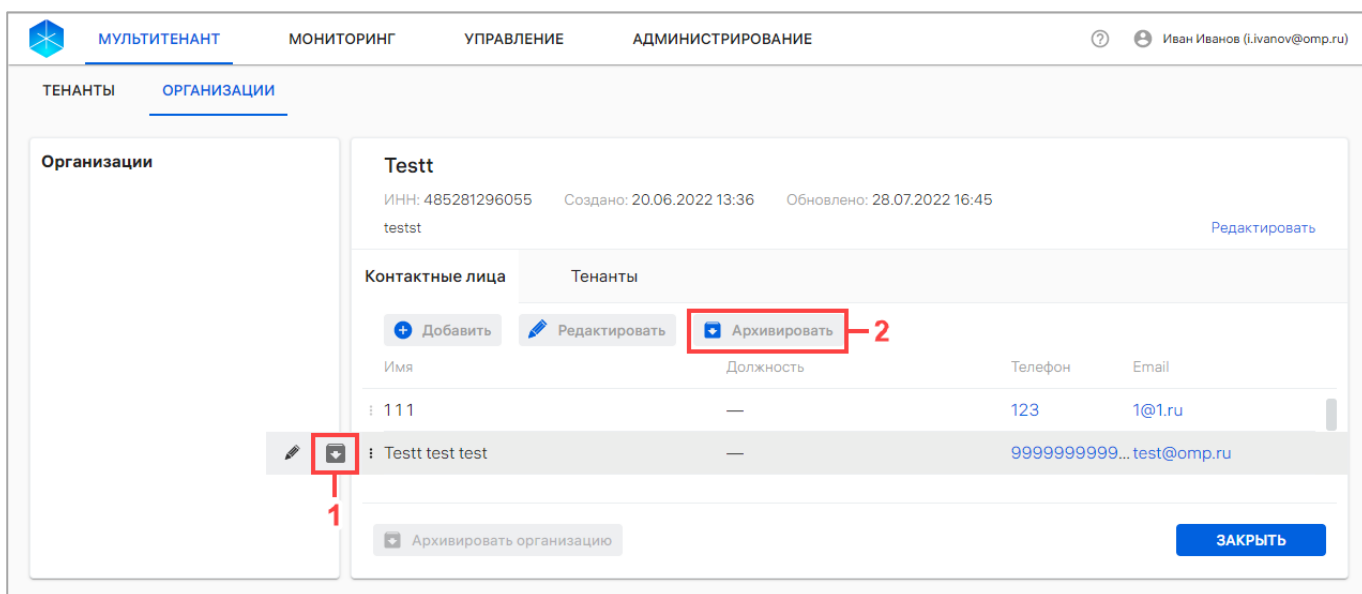 МУЛЬТИТЕНАНТ МОНИТОРИНГ УПРАВЛЕНИЕ АДМИНИСТРИРОВАНИЕ ? Иван Иванов (i.ivanov@omp.ru)
ТЕНАНТЫ ОРГАНИЗАЦИИ
Организации
Testt
ИНН: 485281296055 Создано: 20.06.2022 13:36 Обновлено: 28.07.2022 16:45
testst Редактировать
Контактные лица Тенанты
Добавить Редактировать Архивировать 2
Имя Должность Телефон Email
111 — 123 1@1.ru
Testt test test — 9999999999... test@omp.ru
1
Архивировать организацию ЗАКРЫТЬ